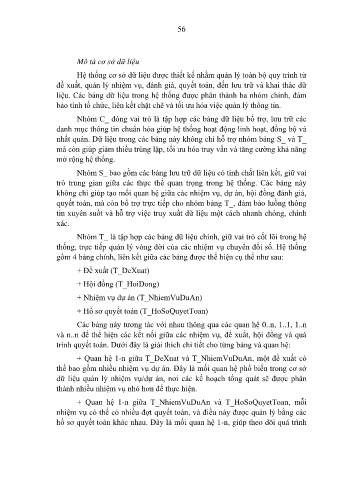 56
Mô tả cơ sở dữ liệu
Hệ thống cơ sở dữ liệu được thiết kế nhằm quản lý toàn bộ quy trình từ
đề xuất, quản lý nhiệm vụ, đánh giá, quyết toán, đến lưu trữ và khai thác dữ
liệu. Các bảng dữ liệu trong hệ thống được phân thành ba nhóm chính, đảm
bảo tính tổ chức, liên kết chặt chẽ và tối ưu hóa việc quản lý thông tin.
Nhóm C_ đóng vai trò là tập hợp các bảng dữ liệu bổ trợ, lưu trữ các
danh mục thông tin chuẩn hóa giúp hệ thống hoạt động linh hoạt, đồng bộ và
nhất quán. Dữ liệu trong các bảng này không chỉ hỗ trợ nhóm bảng S_ và T_
mà còn giúp giảm thiểu trùng lặp, tối ưu hóa truy vấn và tăng cường khả năng
mở rộng hệ thống.
Nhóm S_ bao gồm các bảng lưu trữ dữ liệu có tính chất liên kết, giữ vai
trò trung gian giữa các thực thể quan trọng trong hệ thống. Các bảng này
không chỉ giúp tạo mối quan hệ giữa các nhiệm vụ, dự án, hội đồng đánh giá,
quyết toán, mà còn bổ trợ trực tiếp cho nhóm bảng T_, đảm bảo luồng thông
tin xuyên suốt và hỗ trợ việc truy xuất dữ liệu một cách nhanh chóng, chính
xác.
Nhóm T_ là tập hợp các bảng dữ liệu chính, giữ vai trò cốt lõi trong hệ
thống, trực tiếp quản lý vòng đời của các nhiệm vụ chuyển đổi số. Hệ thống
gồm 4 bảng chính, liên kết giữa các bảng được thể hiện cụ thể như sau:
+ Đề xuất (T_DeXuat)
+ Hội đồng (T_HoiDong)
+ Nhiệm vụ dự án (T_NhiemVuDuAn)
+ Hồ sơ quyết toán (T_HoSoQuyetToan)
Các bảng này tương tác với nhau thông qua các quan hệ 0..n, 1..1, 1..n
và n..n để thể hiện các kết nối giữa các nhiệm vụ, đề xuất, hội đồng và quá
trình quyết toán. Dưới đây là giải thích chi tiết cho từng bảng và quan hệ:
+ Quan hệ 1-n giữa T_DeXuat và T_NhiemVuDuAn, một đề xuất có
thể bao gồm nhiều nhiệm vụ dự án. Đây là mối quan hệ phổ biến trong cơ sở
dữ liệu quản lý nhiệm vụ/dự án, nơi các kế hoạch tổng quát sẽ được phân
thành nhiều nhiệm vụ nhỏ hơn để thực hiện.
+ Quan hệ 1-n giữa T_NhiemVuDuAn và T_HoSoQuyetToan, mỗi
nhiệm vụ có thể có nhiều đợt quyết toán, và điều này được quản lý bằng các
hồ sơ quyết toán khác nhau. Đây là mối quan hệ 1-n, giúp theo dõi quá trình